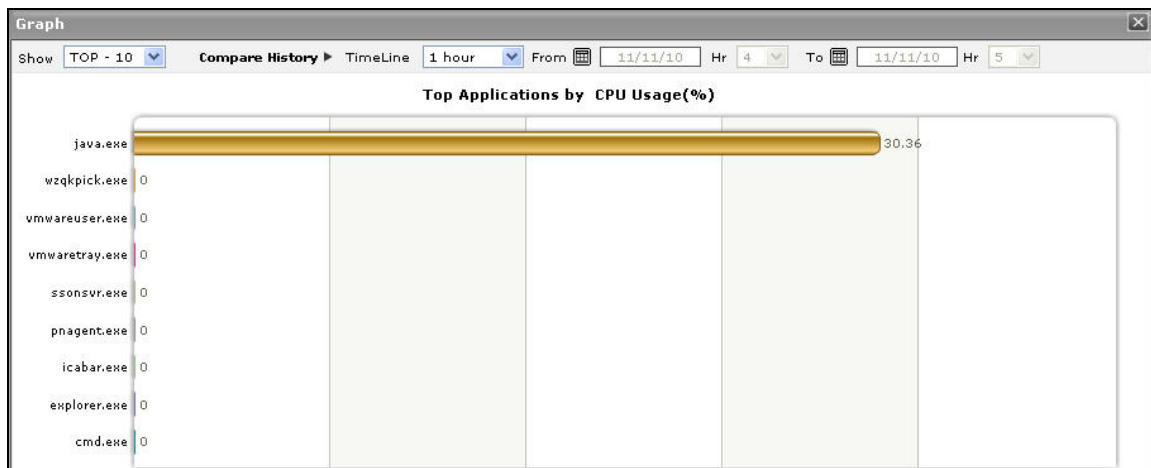 Graph
Show TOP - 10 Compare History TimeLine 1 hour From 11/11/10 Hr 4 To 11/11/10 Hr 5
Top Applications by CPU Usage(%)
java.exe 30.36
wzqkpick.exe 0
vmwareuser.exe 0
vmwaretray.exe 0
ssonsvr.exe 0
pnagent.exe 0
icabar.exe 0
explorer.exe 0
cmd.exe 0